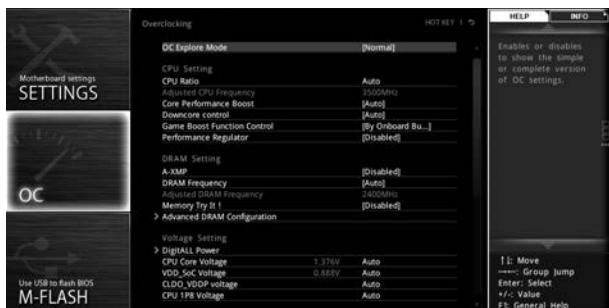 Overclocking
HOT KEY
HELP
INFO
Motherboard settings
SETTINGS
OC
Use USB to flash BIOS
M-FLASH
OC Explore Mode [Normal]
CPU Setting
CPU Ratio Auto
Adjusted CPU Frequency 3500MHz
Core Performance Boost [Auto]
Downcore control [Auto]
Game Boost Function Control [By Onboard Bu...]
Performance Regulator [Disabled]
DRAM Setting
A-XMP [Disabled]
DRAM Frequency [Auto]
Adjusted DRAM Frequency 2400MHz
Memory Try It ! [Disabled]
> Advanced DRAM Configuration
Voltage Setting
> DigitALL Power
CPU Core Voltage 1.376V Auto
VDD_SoC Voltage 0.888V Auto
CLDO_VDDP voltage Auto
CPU 1P8 Voltage Auto
Enables or disables
to show the simple
or complete version
of OC settings.
↑↓: Move
→←: Group Jump
Enter: Select
+/-: Value
F1: General Help